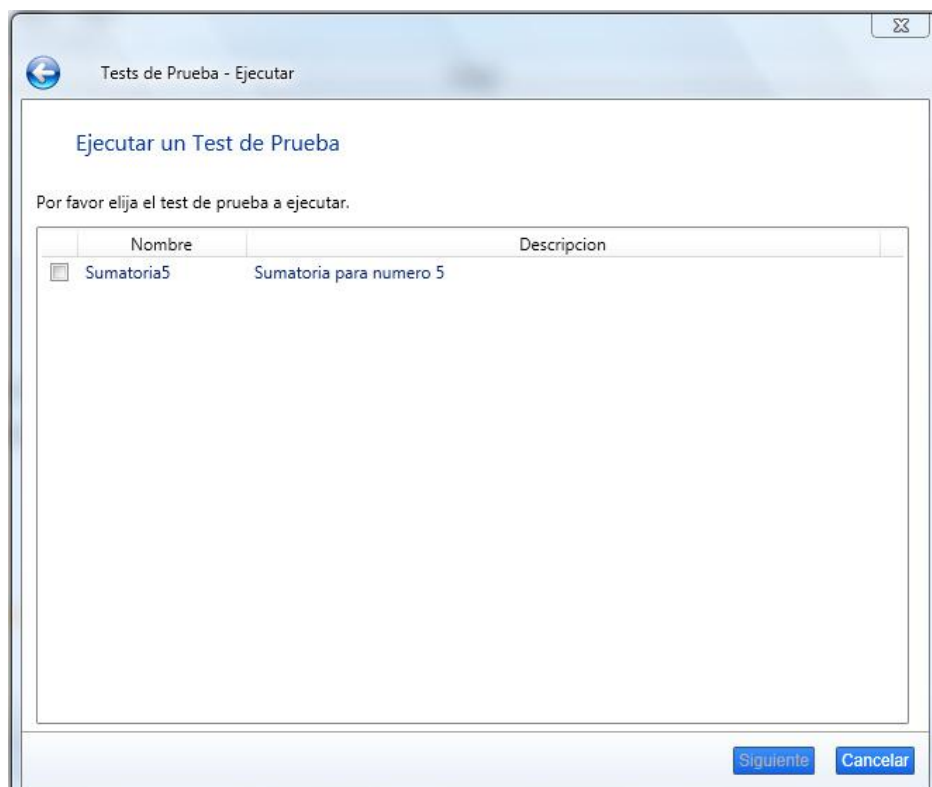 Tests de Prueba - Ejecutar
Ejecutar un Test de Prueba
Por favor elija el test de prueba a ejecutar.
Nombre Descripcion
Sumatoria5 Sumatoria para numero 5
Siguiente Cancelar